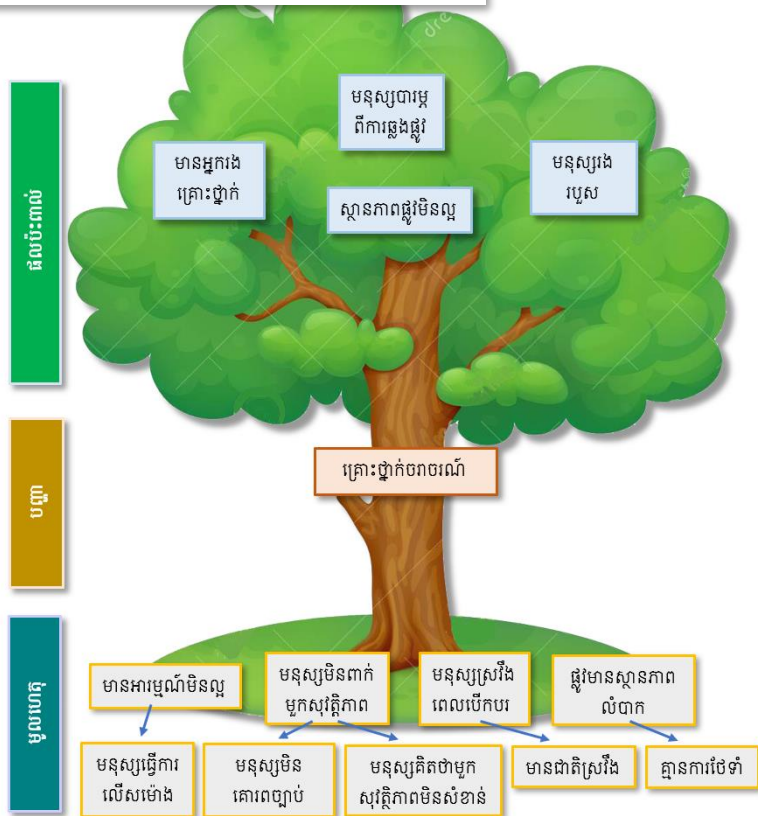 ផលប៉ះពាល់
មនុស្សបារម្ភ
ពីការឆ្លងផ្លូវ
មានអ្នករង
គ្រោះថ្នាក់
ស្ថានភាពផ្លូវមិនល្អ
មនុស្សរង
របួស
បញ្ហា
គ្រោះថ្នាក់ចរាចរណ៍
មូលហេតុ
មានអារម្មណ៍មិនល្អ
មនុស្សមិនពាក់
មួកសុវត្ថិភាព
មនុស្សស្រវឹង
ពេលបើកបរ
ផ្លូវមានស្ថានភាព
លំបាក
មនុស្សធ្វើការ
លើសម៉ោង
មនុស្សមិន
គោរពច្បាប់
មនុស្សគិតថាមួក
សុវត្ថិភាពមិនសំខាន់
មានជាតិស្រវឹង
គ្មានការថែទាំ